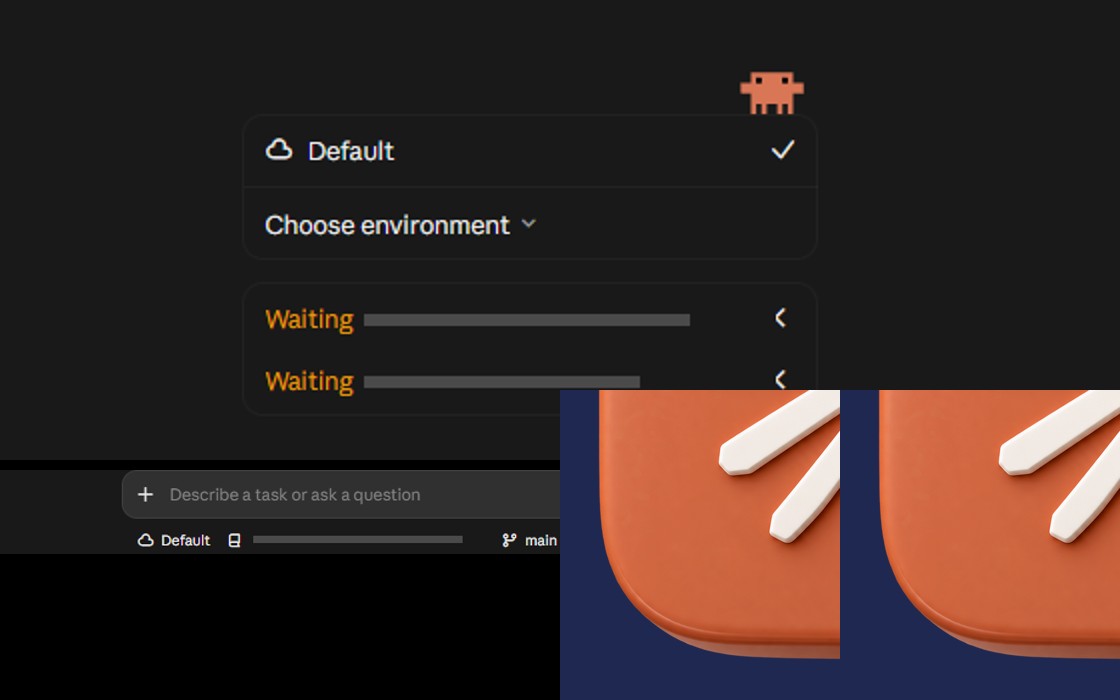 Default
Choose environment
Waiting
Waiting
Describe a task or ask a question
Default
main